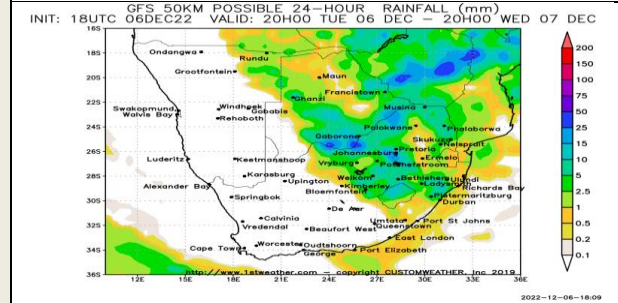 GFS 50KM POSSIBLE 24-HOUR RAINFALL (mm)
INIT: 18UTC 06DEC22 VALID: 20H00 TUE 06 DEC - 20H00 WED 07 DEC
16S
18S
20S
22S
24S
26S
28S
30S
32S
34S
36S
Ondangwa
Rundu
Grootfontein
Maun
Francistown
Ghanzi
Swakopmund
Walvis Bay
Windhoek
Gobabis
Rehoboth
Musina
Polokwane
Phalaborwa
Gaborone
Skukuza
Nelspruit
Johannesburg
Pretoria
Ermelo
Luderitz
Keetmanshoop
Vryburg
Potchefstroom
Karasburg
Upington
Welkom
Bethlehem
Ulundi
Alexander Bay
Kimberley
Ladysmith
Richards Bay
Springbok
Bloemfontein
Pietermaritzburg
Durban
De Aar
Calvinia
Vredendal
Umtata
Port St Johns
Beaufort West
Queenstown
East London
Cape Town
Worcester
Oudtshoorn
George
Port Elizabeth
http://www.1stweather.com - copyright CUSTOMWEATHER, Inc 2019
12E 15E 18E 21E 24E 27E 30E 33E 36E
200
150
100
75
50
25
15
10
5
2.5
1
0.5
0.2
0.1
2022-12-06-18:09